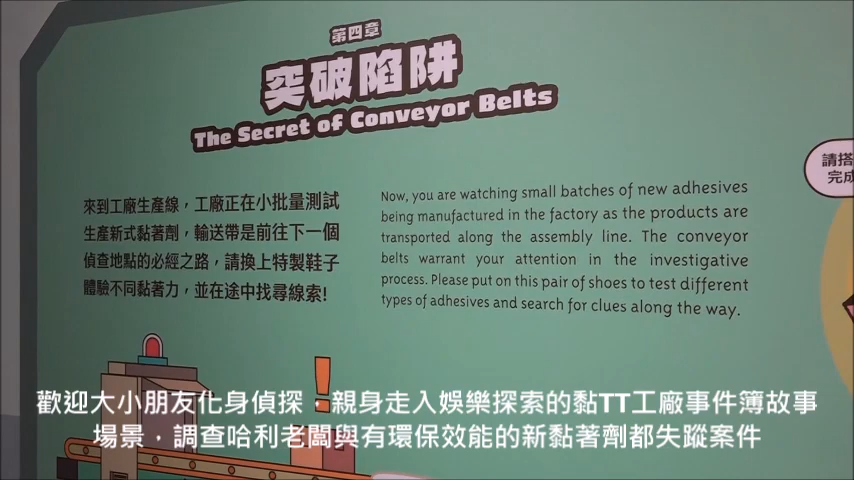 第四章
突破陷阱
The Secret of Conveyor Belts
來到工廠生產線，工廠正在小批量測試
生產新式黏著劑，輸送帶是前往下一個
偵查地點的必經之路，請換上特製鞋子
體驗不同黏著力，並在途中找尋線索!
Now, you are watching small batches of new adhesives
being manufactured in the factory as the products are
transported along the assembly line. The conveyor
belts warrant your attention in the investigative
process. Please put on this pair of shoes to test different
types of adhesives and search for clues along the way.
請搭
完成
歡迎大小朋友化身偵探，親身走入娛樂探索的黏TT工廠事件簿故事
場景，調查哈利老闆與有環保效能的新黏著劑都失蹤案件